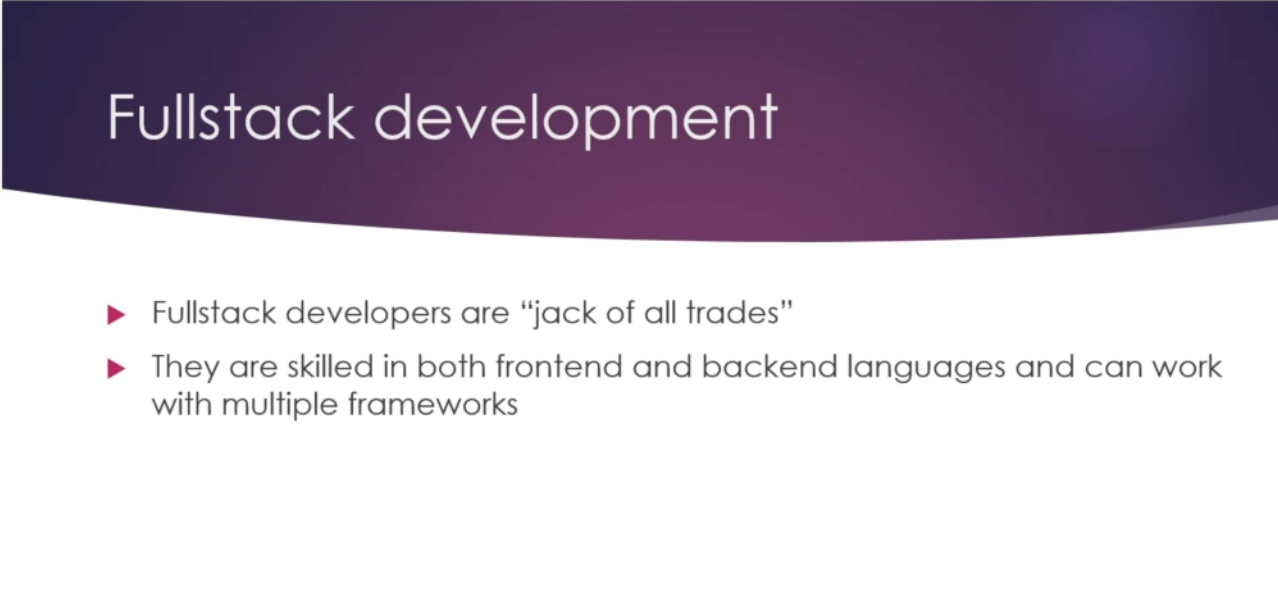 Fullstack development
Fullstack developers are “jack of all trades”
They are skilled in both frontend and backend languages and can work
with multiple frameworks